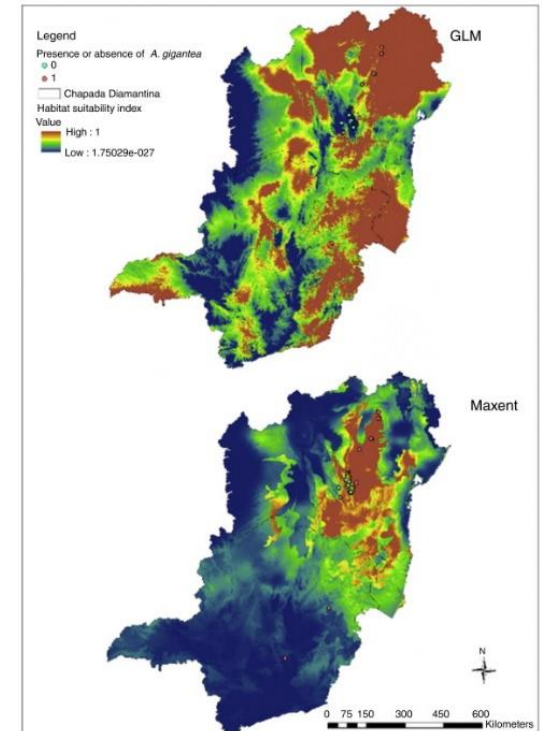 Legend
GLM
Presence or absence of A. gigantea
0
1
Chapada Diamantina
Habitat suitability index
Value
High : 1
Low : 1.75029e-027
Maxent
N
0 75 150 300 450 600
Kilometers